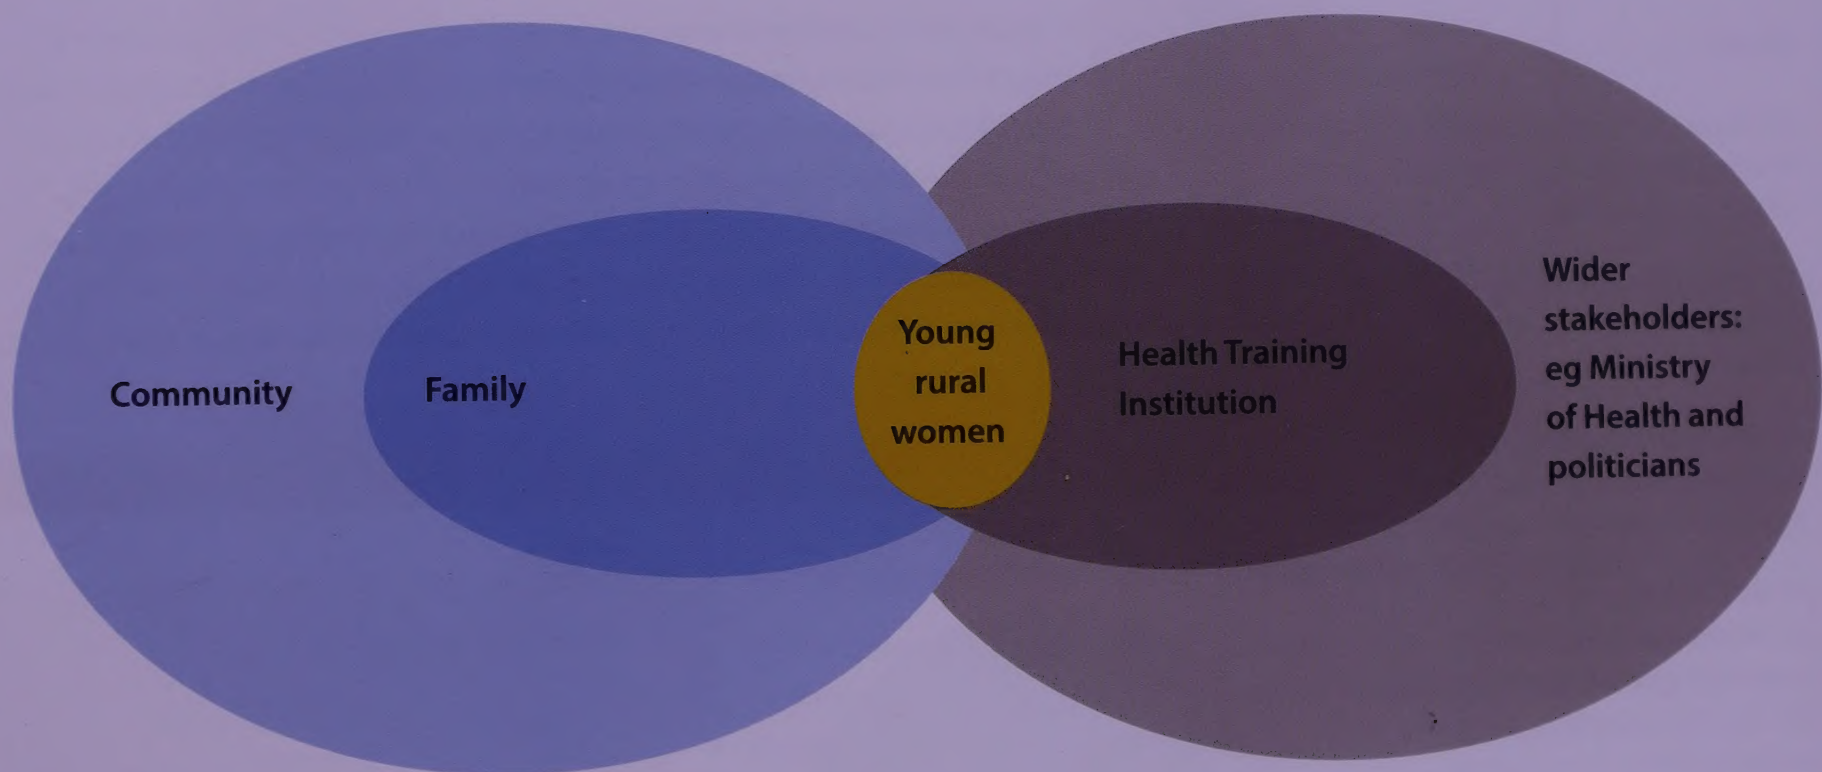 Community
Family
Young
rural
women
Health Training
Institution
Wider
stakeholders:
eg Ministry
of Health and
politicians